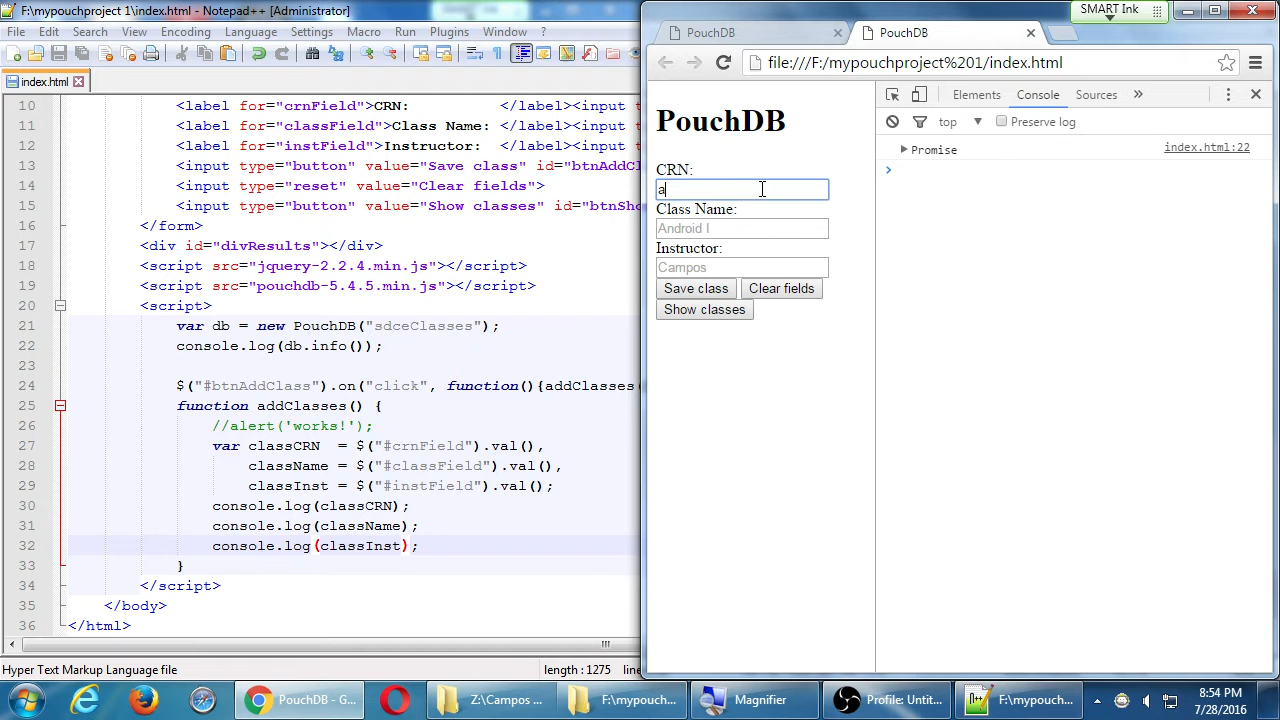 F:\mypouchproject 1\index.html - Notepad++ [Administrator]
SMART Ink
File Edit Search View Encoding Language Settings Macro Run Plugins Window ?
PouchDB
PouchDB
file:///F:/mypouchproject%201/index.html
index.html
10 <label for="crnField">CRN: </label><input t
11 <label for="classField">Class Name: </label><input t
12 <label for="instField">Instructor: </label><input t
13 <input type="button" value="Save class" id="btnAddC
14 <input type="reset" value="Clear fields">
15 <input type="button" value="Show classes" id="btnSho
16 </form>
17 <div id="divResults"></div>
18 <script src="jquery-2.2.4.min.js"></script>
19 <script src="pouchdb-5.4.5.min.js"></script>
20 <script>
21 var db = new PouchDB("sdceClasses");
22 console.log(db.info());
23
24 $("#btnAddClass").on("click", function(){addClasses(
25 function addClasses() {
26 //alert('works!');
27 var classCRN = $("#crnField").val(),
28 className = $("#classField").val(),
29 classInst = $("#instField").val();
30 console.log(classCRN);
31 console.log(className);
32 console.log(classInst);
33 }
34 </script>
35 </body>
36 </html>
Hyper Text Markup Language file
length : 1275 line
PouchDB
CRN:
a
Class Name:
Android I
Instructor:
Campos
Save class
Clear fields
Show classes
Elements Console Sources »
top Preserve log
Promise index.html:22
PouchDB - G...
Z:\Campos ...
F:\mypouch...
Magnifier
Profile: Untit...
F:\mypouch...
8:54 PM
7/28/2016